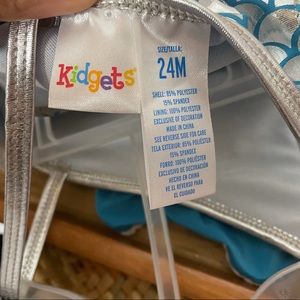 Kidgets
SIZE/TALLA:
24M
SHELL: 85% POLYESTER
15% SPANDEX
LINING: 100% POLYESTER
EXCLUSIVE OF DECORATION
MADE IN CHINA
SEE REVERSE SIDE FOR CARE
TELA EXTERIOR: 85% POLIESTER
15% SPANDEX
FORRO: 100% POLIESTER
EXCLUSIVO DE DECORACIÓN
HECHO EN CHINA
VE EL REVERSO PARA
EL CUIDADO